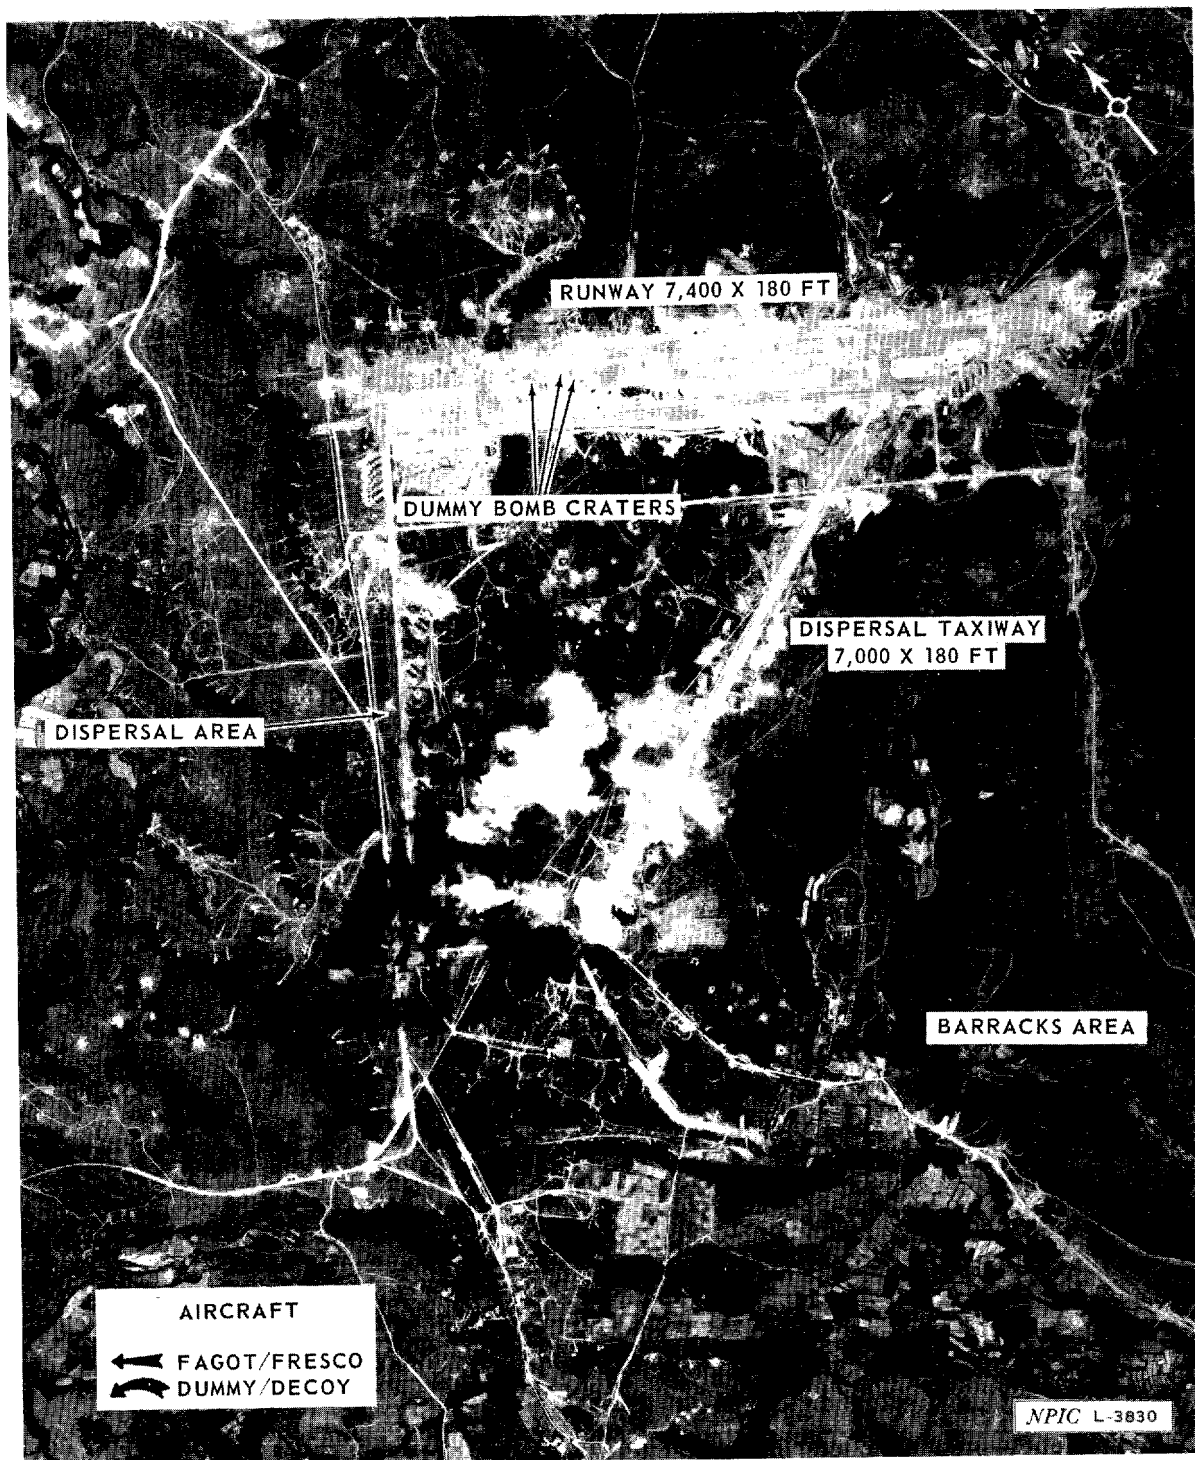 N
RUNWAY 7,400 X 180 FT
DUMMY BOMB CRATERS
DISPERSAL TAXIWAY
7,000 X 180 FT
DISPERSAL AREA
BARRACKS AREA
AIRCRAFT
FAGOT/FRESCO
DUMMY/DECOY
NPIC L-3830